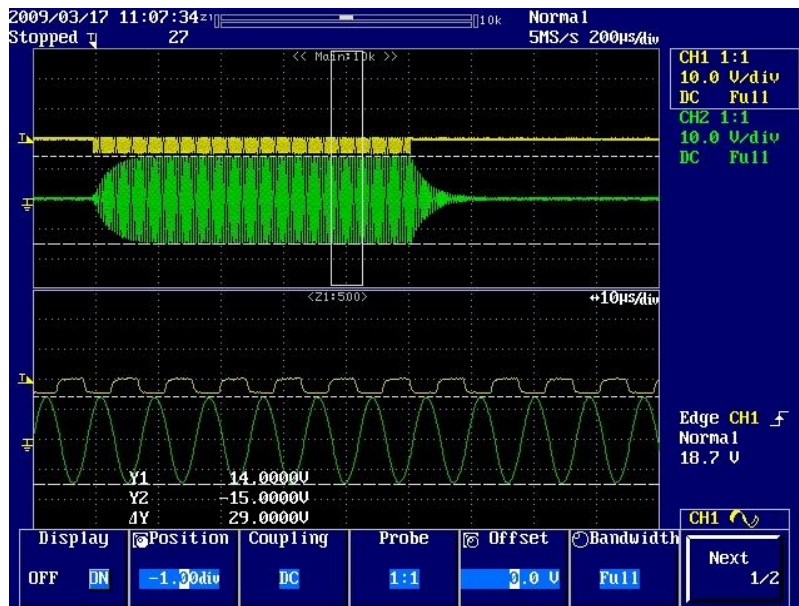 2009/03/17 11:07:34 Z1 10k Normal
Stopped 27 5MS/s 200μs/div
<< Main:10k >>
CH1 1:1
10.0 V/div
DC Full
CH2 1:1
10.0 V/div
DC Full
<Z1:500> ↔10μs/div
Edge CH1
Normal
18.7 V
Y1 14.0000V
Y2 -15.0000V
ΔY 29.0000V
CH1
Display Position Coupling Probe Offset Bandwidth
OFF ON -1.00div DC 1:1 0.0 V Full
Next
1/2